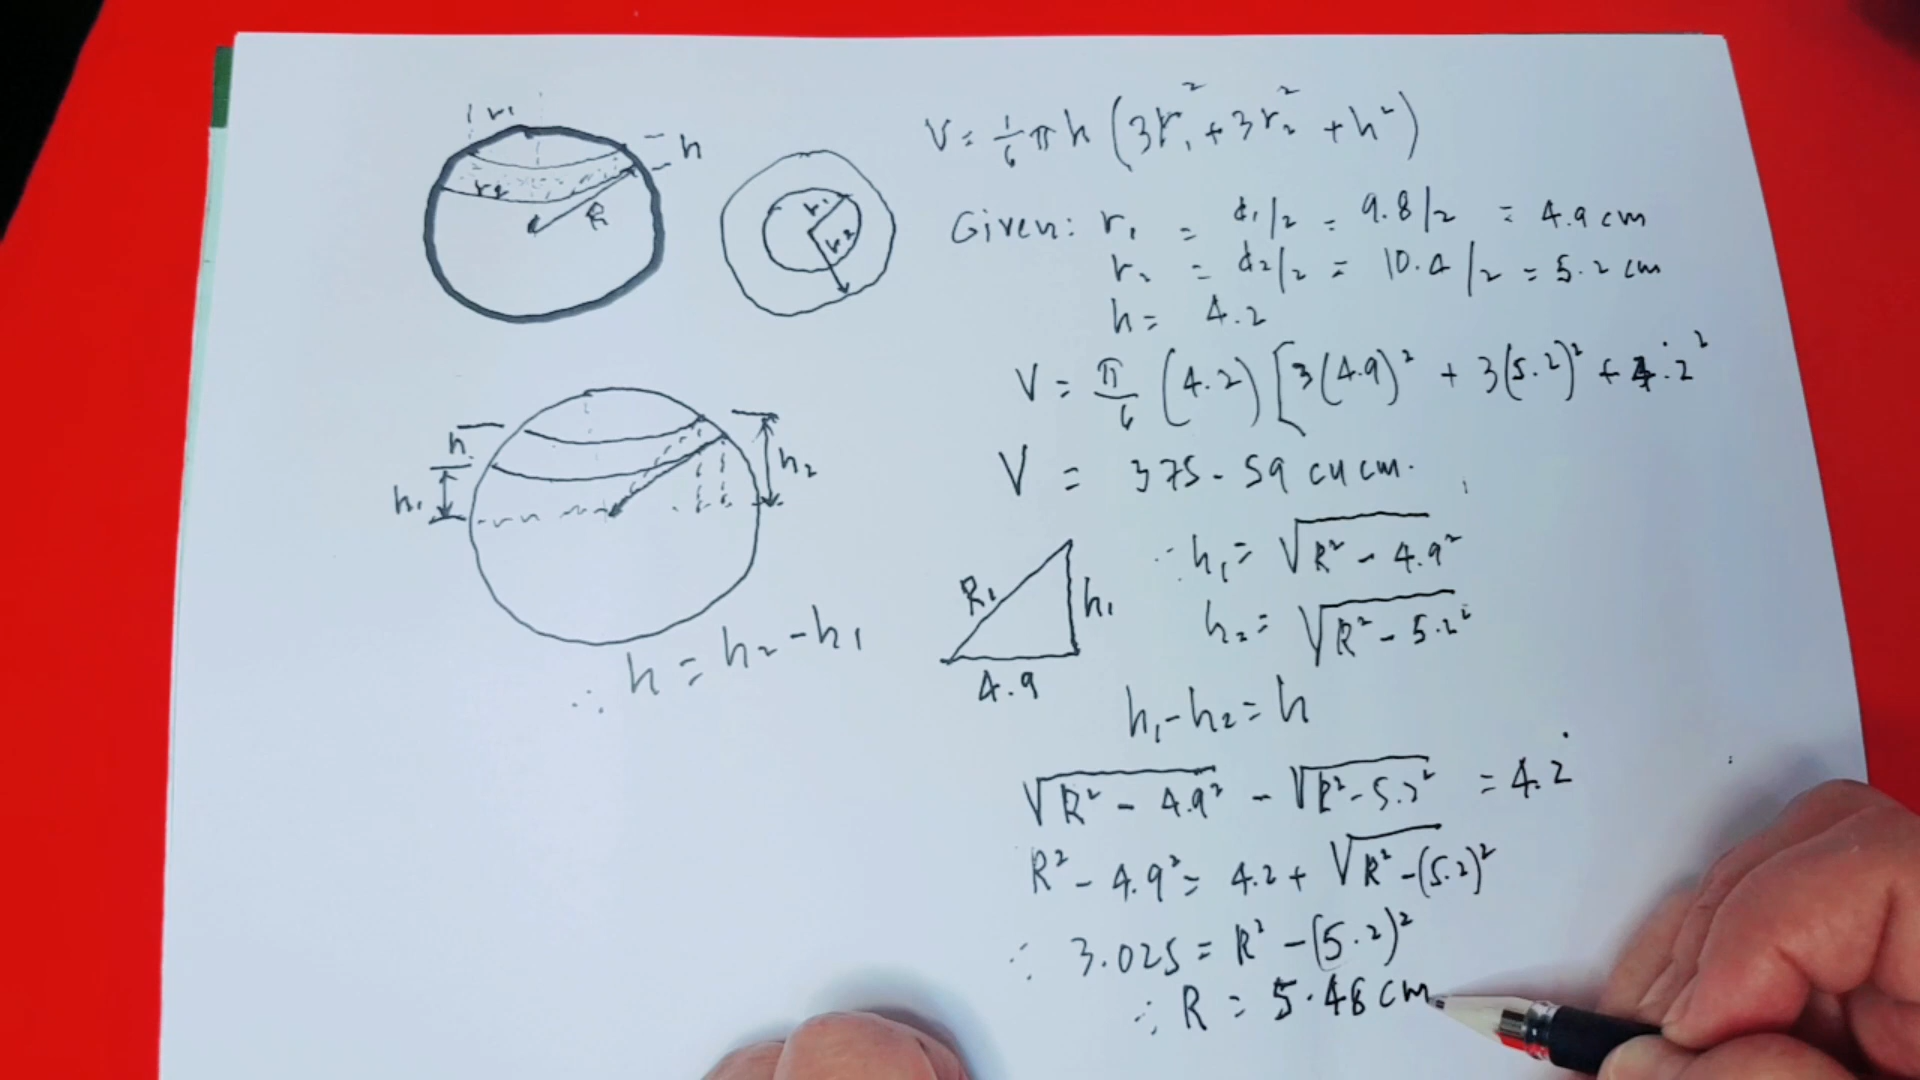 r₁
h
r₂
R
r₁
r₂
h
h₁
h₂
∴ h = h₂ - h₁
V = 1/6 π h (3r₁² + 3r₂² + h²)
Given: r₁ = d₁/2 = 9.8/2 = 4.9 cm
r₂ = d₂/2 = 10.4/2 = 5.2 cm
h = 4.2
V = π/6 (4.2) [3(4.9)² + 3(5.2)² + 4.2²
V = 375.59 cu cm.
R₁
h₁
4.9
∴ h₁ = √R² - 4.9²
h₂ = √R² - 5.2²
h₁ - h₂ = h
√R² - 4.9² - √R² - 5.2² = 4.2
R² - 4.9² = 4.2 + √R² - (5.2)²
∴ 3.025 = R² - (5.2)²
∴ R = 5.48 cm